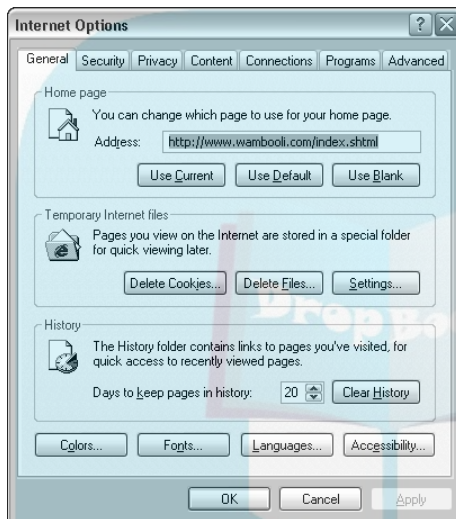 Internet Options
General Security Privacy Content Connections Programs Advanced
Home page
You can change which page to use for your home page.
Address: http://www.wambooli.com/index.shtml
Use Current Use Default Use Blank
Temporary Internet files
Pages you view on the Internet are stored in a special folder
for quick viewing later.
Delete Cookies... Delete Files... Settings...
DropBoo
History
The History folder contains links to pages you've visited, for
quick access to recently viewed pages.
Days to keep pages in history: 20 Clear History
Colors... Fonts... Languages... Accessibility...
OK Cancel Apply